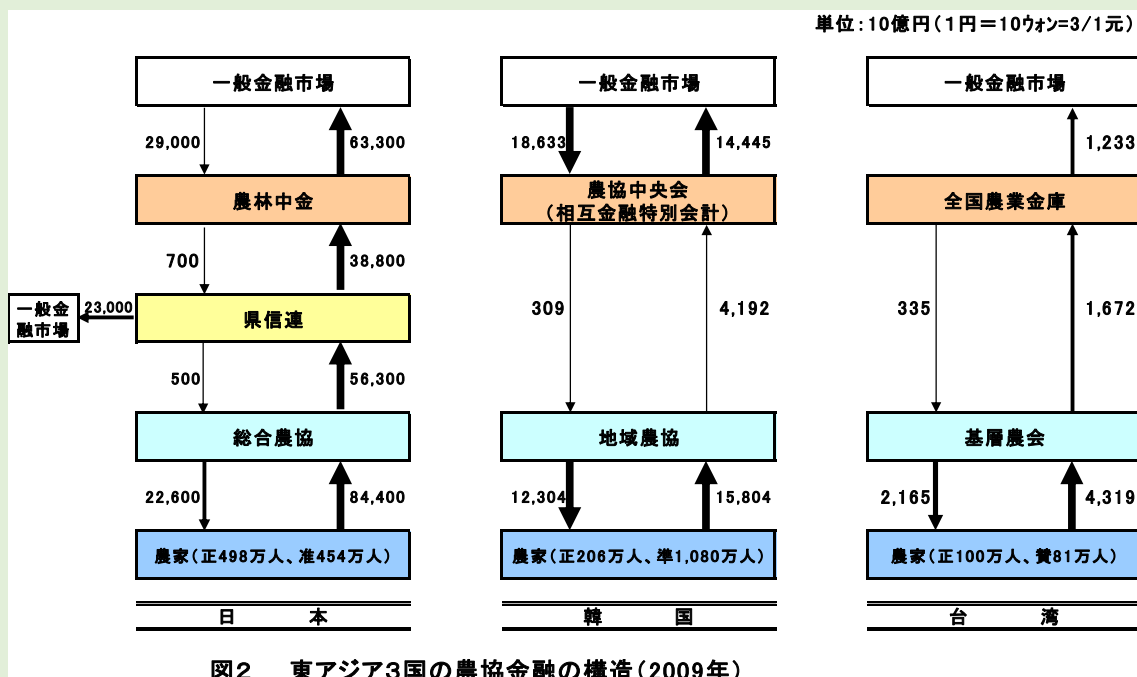 単位：10億円（１円＝10ウォン=3/1元）
一般金融市場
一般金融市場
一般金融市場
29,000
63,300
18,633
14,445
1,233
農林中金
農協中央会
（相互金融特別会計）
全国農業金庫
700
38,800
309
4,192
335
1,672
一般金
融市場
23,000
県信連
500
56,300
総合農協
地域農協
基層農会
22,600
84,400
12,304
15,804
2,165
4,319
農家（正498万人、准454万人）
農家（正206万人、準1,080万人）
農家（正100万人、賛81万人）
日　本
韓　国
台　湾
図２　東アジア３国の農協金融の構造（2009年）